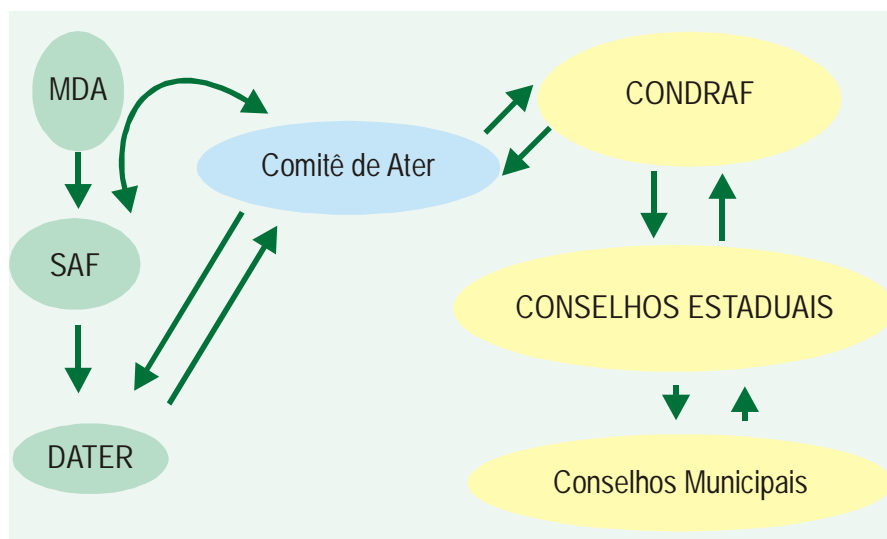 MDA
CONDRAF
Comitê de Ater
SAF
CONSELHOS ESTADUAIS
DATER
Conselhos Municipais